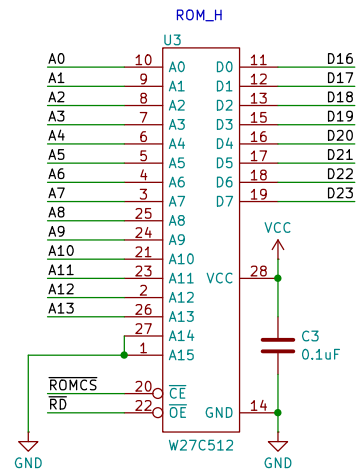 ROM_H
U3
A0 10 A0 D0 11 D16
A1 9 A1 D1 12 D17
A2 8 A2 D2 13 D18
A3 7 A3 D3 15 D19
A4 6 A4 D4 16 D20
A5 5 A5 D5 17 D21
A6 4 A6 D6 18 D22
A7 3 A7 D7 19 D23
A8 25 A8
A9 24 A9 VCC
A10 21 A10
A11 23 A11 VCC 28
A12 2 A12
A13 26 A13
27 A14 C3
1 A15 0.1uF
ROMCS 20 CE
RD 22 OE GND 14
GND W27C512 GND